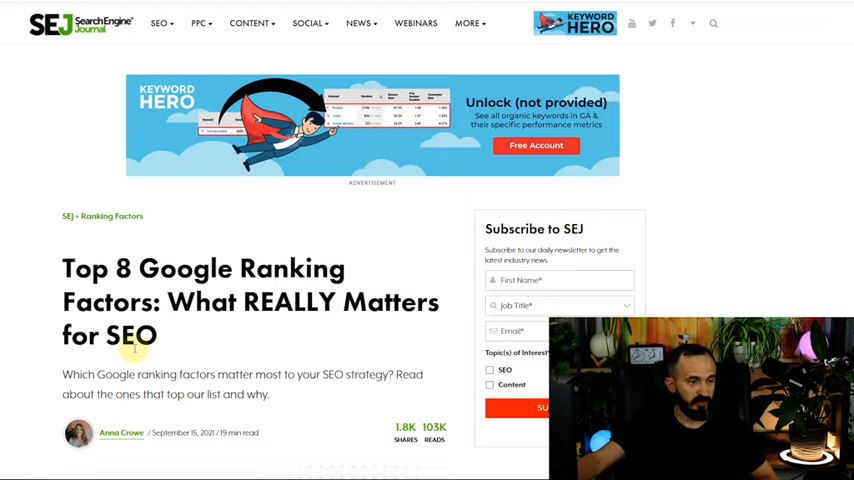 SEJ SearchEngine Journal
SEO PPC CONTENT SOCIAL NEWS WEBINARS MORE
KEYWORD HERO
KEYWORD HERO
Unlock (not provided)
See all organic keywords in GA & their specific performance metrics
Free Account
ADVERTISEMENT
SEJ » Ranking Factors
Top 8 Google Ranking
Factors: What REALLY Matters
for SEO
Which Google ranking factors matter most to your SEO strategy? Read
about the ones that top our list and why.
Anna Crowe / September 15, 2021 / 19 min read
1.8K 103K
SHARES READS
Subscribe to SEJ
Subscribe to our daily newsletter to get the
latest industry news.
First Name*
Job Title*
Email*
Topic(s) of Interest*
SEO
Content
SU